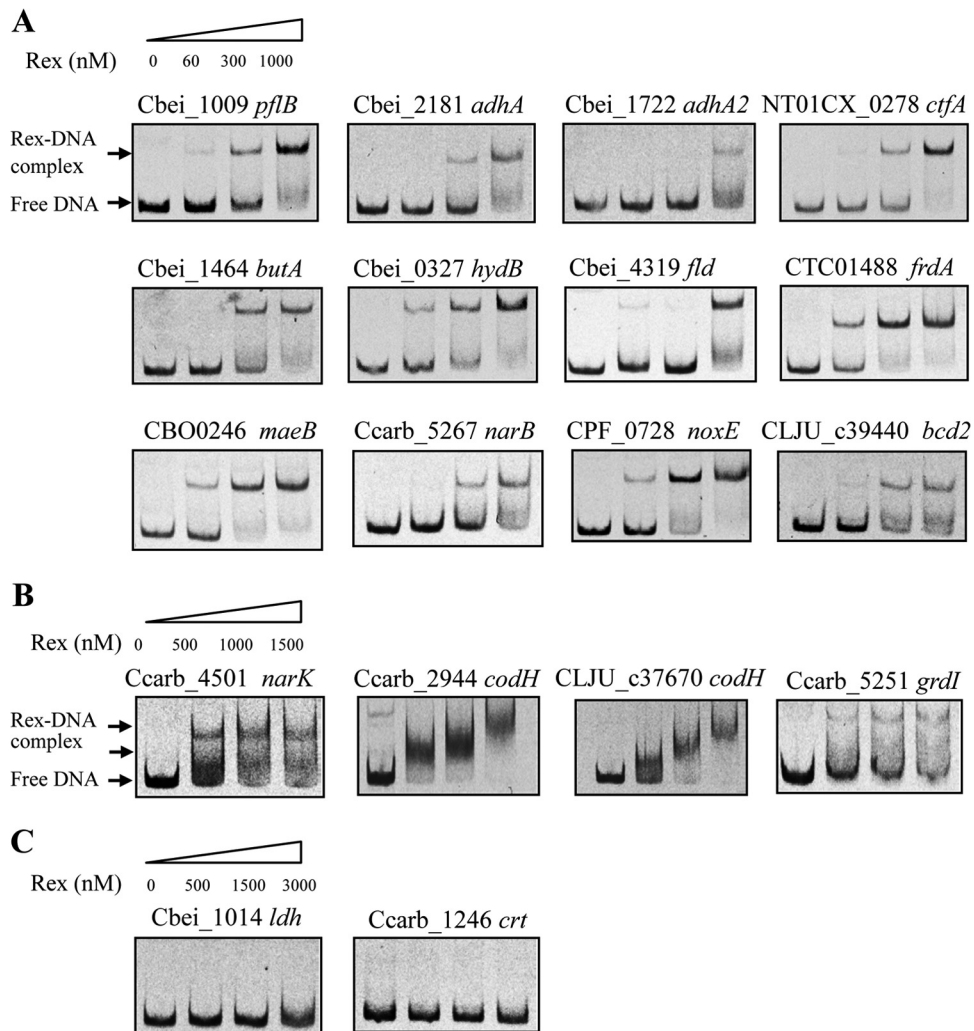 A
Rex (nM) 0 60 300 1000
Cbei_1009 pflB Cbei_2181 adhA Cbei_1722 adhA2 NT01CX_0278 ctfA
Rex-DNA
complex
Free DNA
Cbei_1464 butA Cbei_0327 hydB Cbei_4319 fld CTC01488 frdA
CBO0246 maeB Ccarb_5267 narB CPF_0728 noxE CLJU_c39440 bcd2
B
Rex (nM) 0 500 1000 1500
Ccarb_4501 narK Ccarb_2944 codH CLJU_c37670 codH Ccarb_5251 grdI
Rex-DNA
complex
Free DNA
C
Rex (nM) 0 500 1500 3000
Cbei_1014 ldh Ccarb_1246 crt